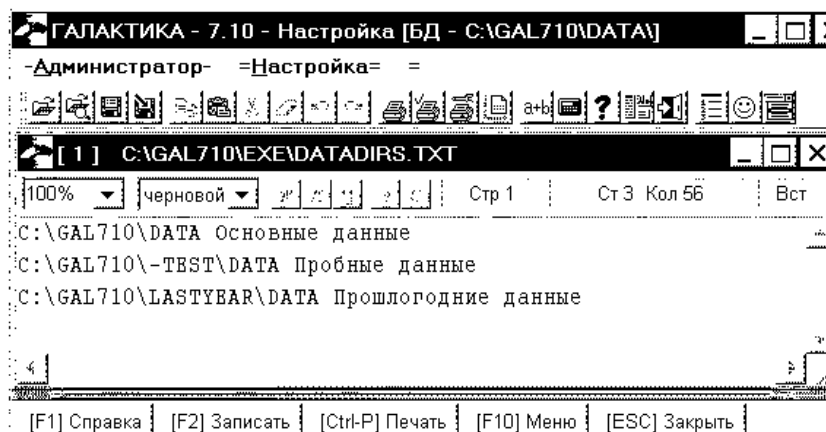 ГАЛАКТИКА - 7.10 - Настройка [БД - C:\GAL710\DATA\]
-Администратор- =Настройка= =
a+b ?
[ 1 ] C:\GAL710\EXE\DATADIRS.TXT
100% черновой Стр 1 Ст 3 Кол 56 Вст
C:\GAL710\DATA Основные данные
C:\GAL710\-TEST\DATA Пробные данные
C:\GAL710\LASTYEAR\DATA Прошлогодние данные
[F1] Справка [F2] Записать [Ctrl-P] Печать [F10] Меню [ESC] Закрыть